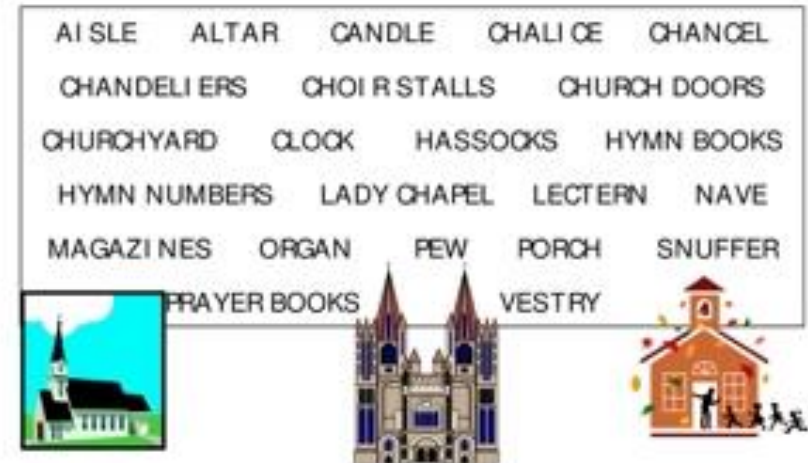 AISLE ALTAR CANDLE CHALICE CHANCEL
CHANDELIERS CHOIR STALLS CHURCH DOORS
CHURCHYARD CLOCK HASSOCKS HYMN BOOKS
HYMN NUMBERS LADY CHAPEL LECTERN NAVE
MAGAZINES ORGAN PEW PORCH SNUFFER
PRAYER BOOKS VESTRY